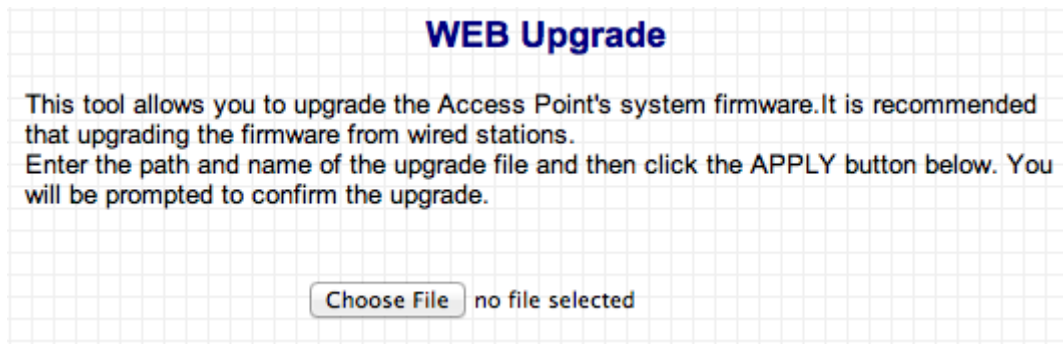 WEB Upgrade
This tool allows you to upgrade the Access Point's system firmware.It is recommended
that upgrading the firmware from wired stations.
Enter the path and name of the upgrade file and then click the APPLY button below. You
will be prompted to confirm the upgrade.
Choose File no file selected